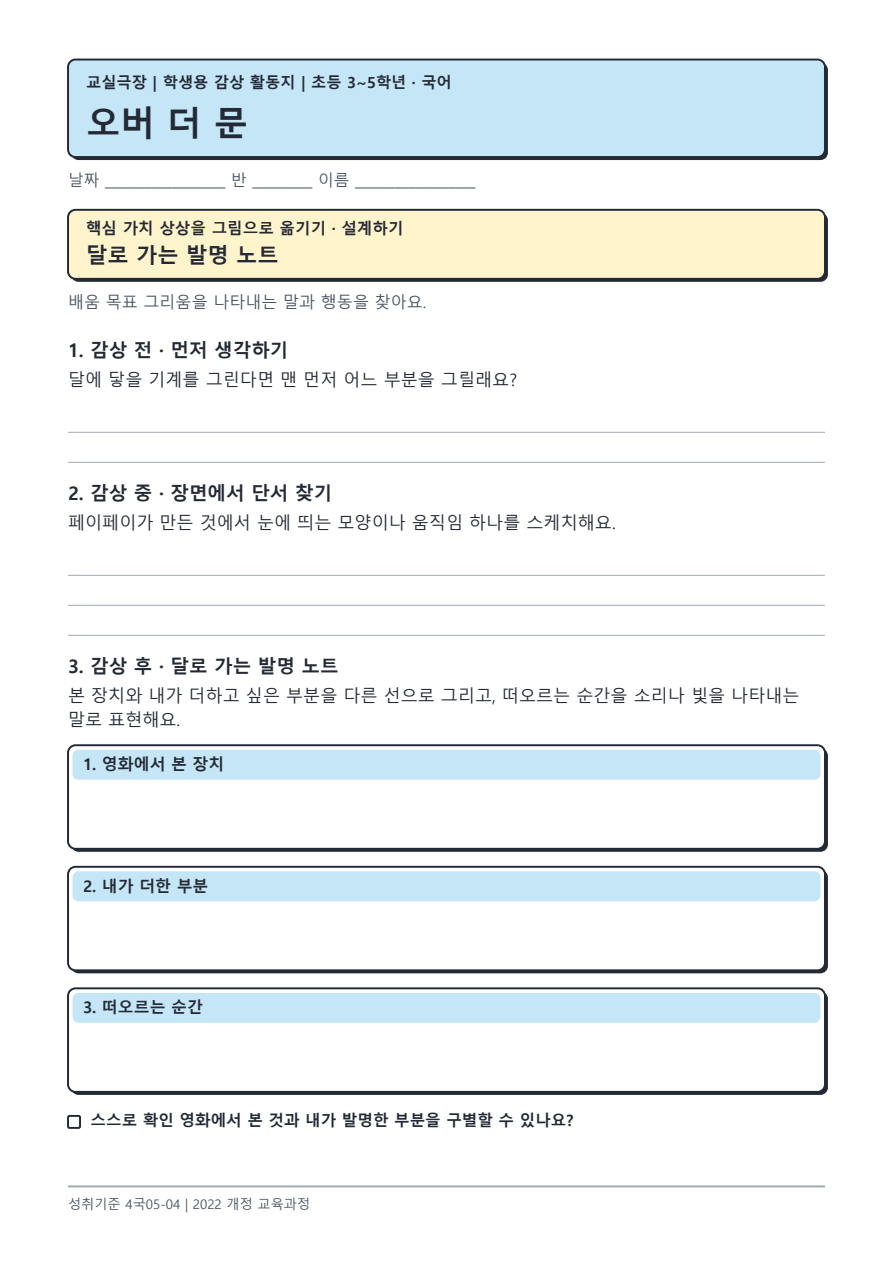 교실극장 | 학생용 감상 활동지 | 초등 3~5학년 · 국어
오버 더 문
날짜 ________________ 반 ________ 이름 ________________
핵심 가치 상상을 그림으로 옮기기 · 설계하기
달로 가는 발명 노트
배움 목표 그리움을 나타내는 말과 행동을 찾아요.
1. 감상 전 · 먼저 생각하기
달에 닿을 기계를 그린다면 맨 먼저 어느 부분을 그릴래요?
2. 감상 중 · 장면에서 단서 찾기
페이페이가 만든 것에서 눈에 띄는 모양이나 움직임 하나를 스케치해요.
3. 감상 후 · 달로 가는 발명 노트
본 장치와 내가 더하고 싶은 부분을 다른 선으로 그리고, 떠오르는 순간을 소리나 빛을 나타내는
말로 표현해요.
1. 영화에서 본 장치
2. 내가 더한 부분
3. 떠오르는 순간
스스로 확인 영화에서 본 것과 내가 발명한 부분을 구별할 수 있나요?
성취기준 4국05-04 | 2022 개정 교육과정